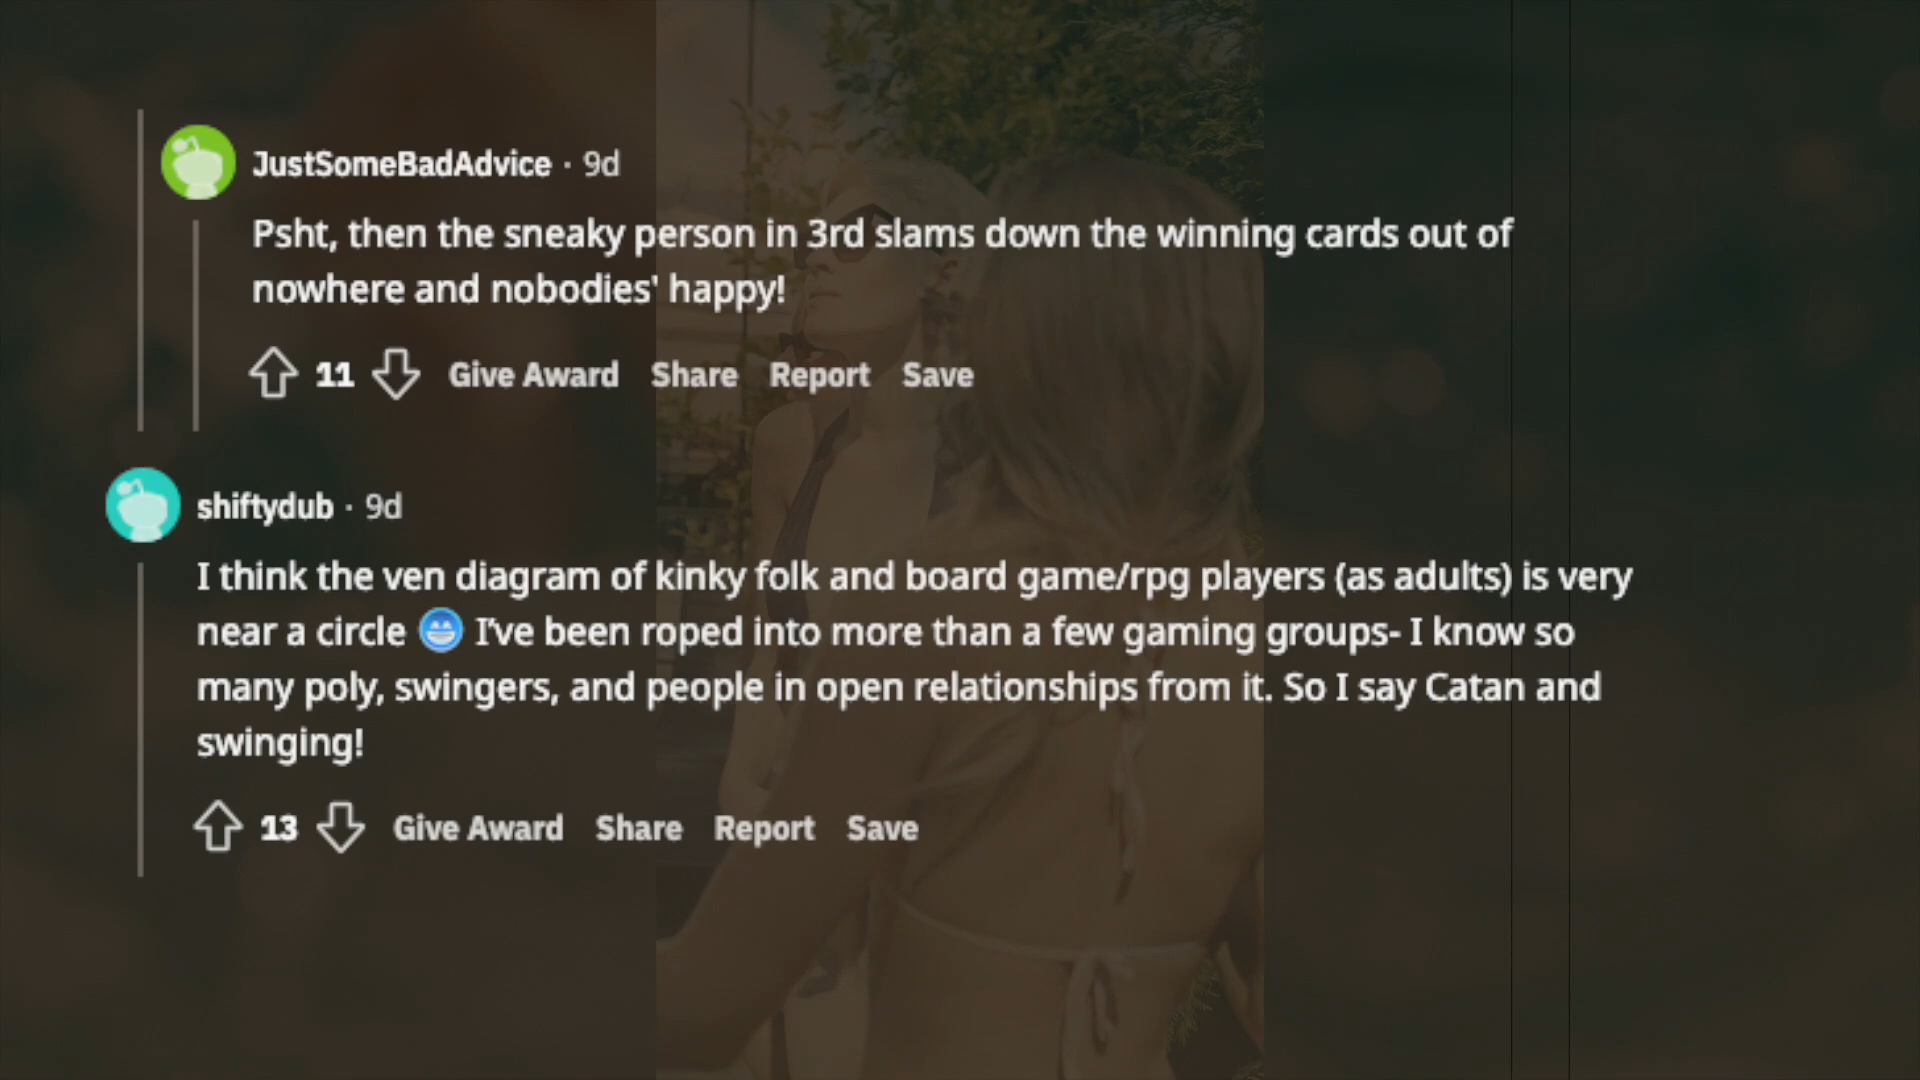 JustSomeBadAdvice · 9d
Psht, then the sneaky person in 3rd slams down the winning cards out of
nowhere and nobodies' happy!
11 Give Award Share Report Save
shiftydub · 9d
I think the ven diagram of kinky folk and board game/rpg players (as adults) is very
near a circle 😁 I've been roped into more than a few gaming groups- I know so
many poly, swingers, and people in open relationships from it. So I say Catan and
swinging!
13 Give Award Share Report Save